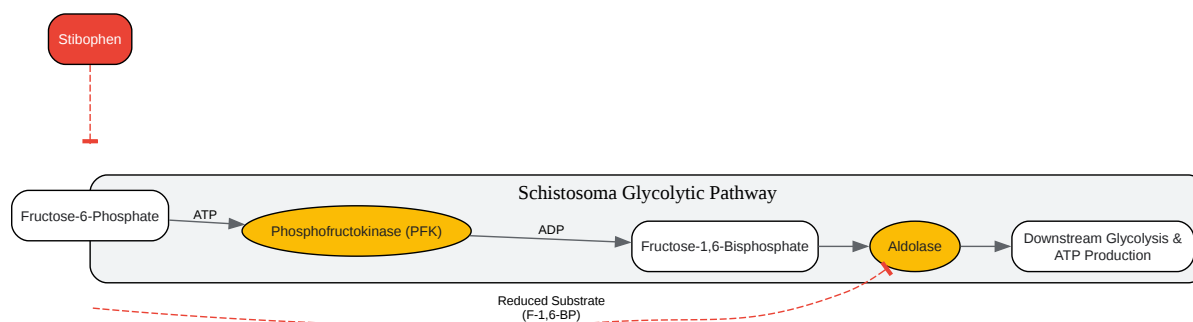 Stibophen
Schistosoma Glycolytic Pathway
Fructose-6-Phosphate
ATP
Phosphofructokinase (PFK)
ADP
Fructose-1,6-Bisphosphate
Aldolase
Downstream Glycolysis &
ATP Production
Reduced Substrate
(F-1,6-BP)